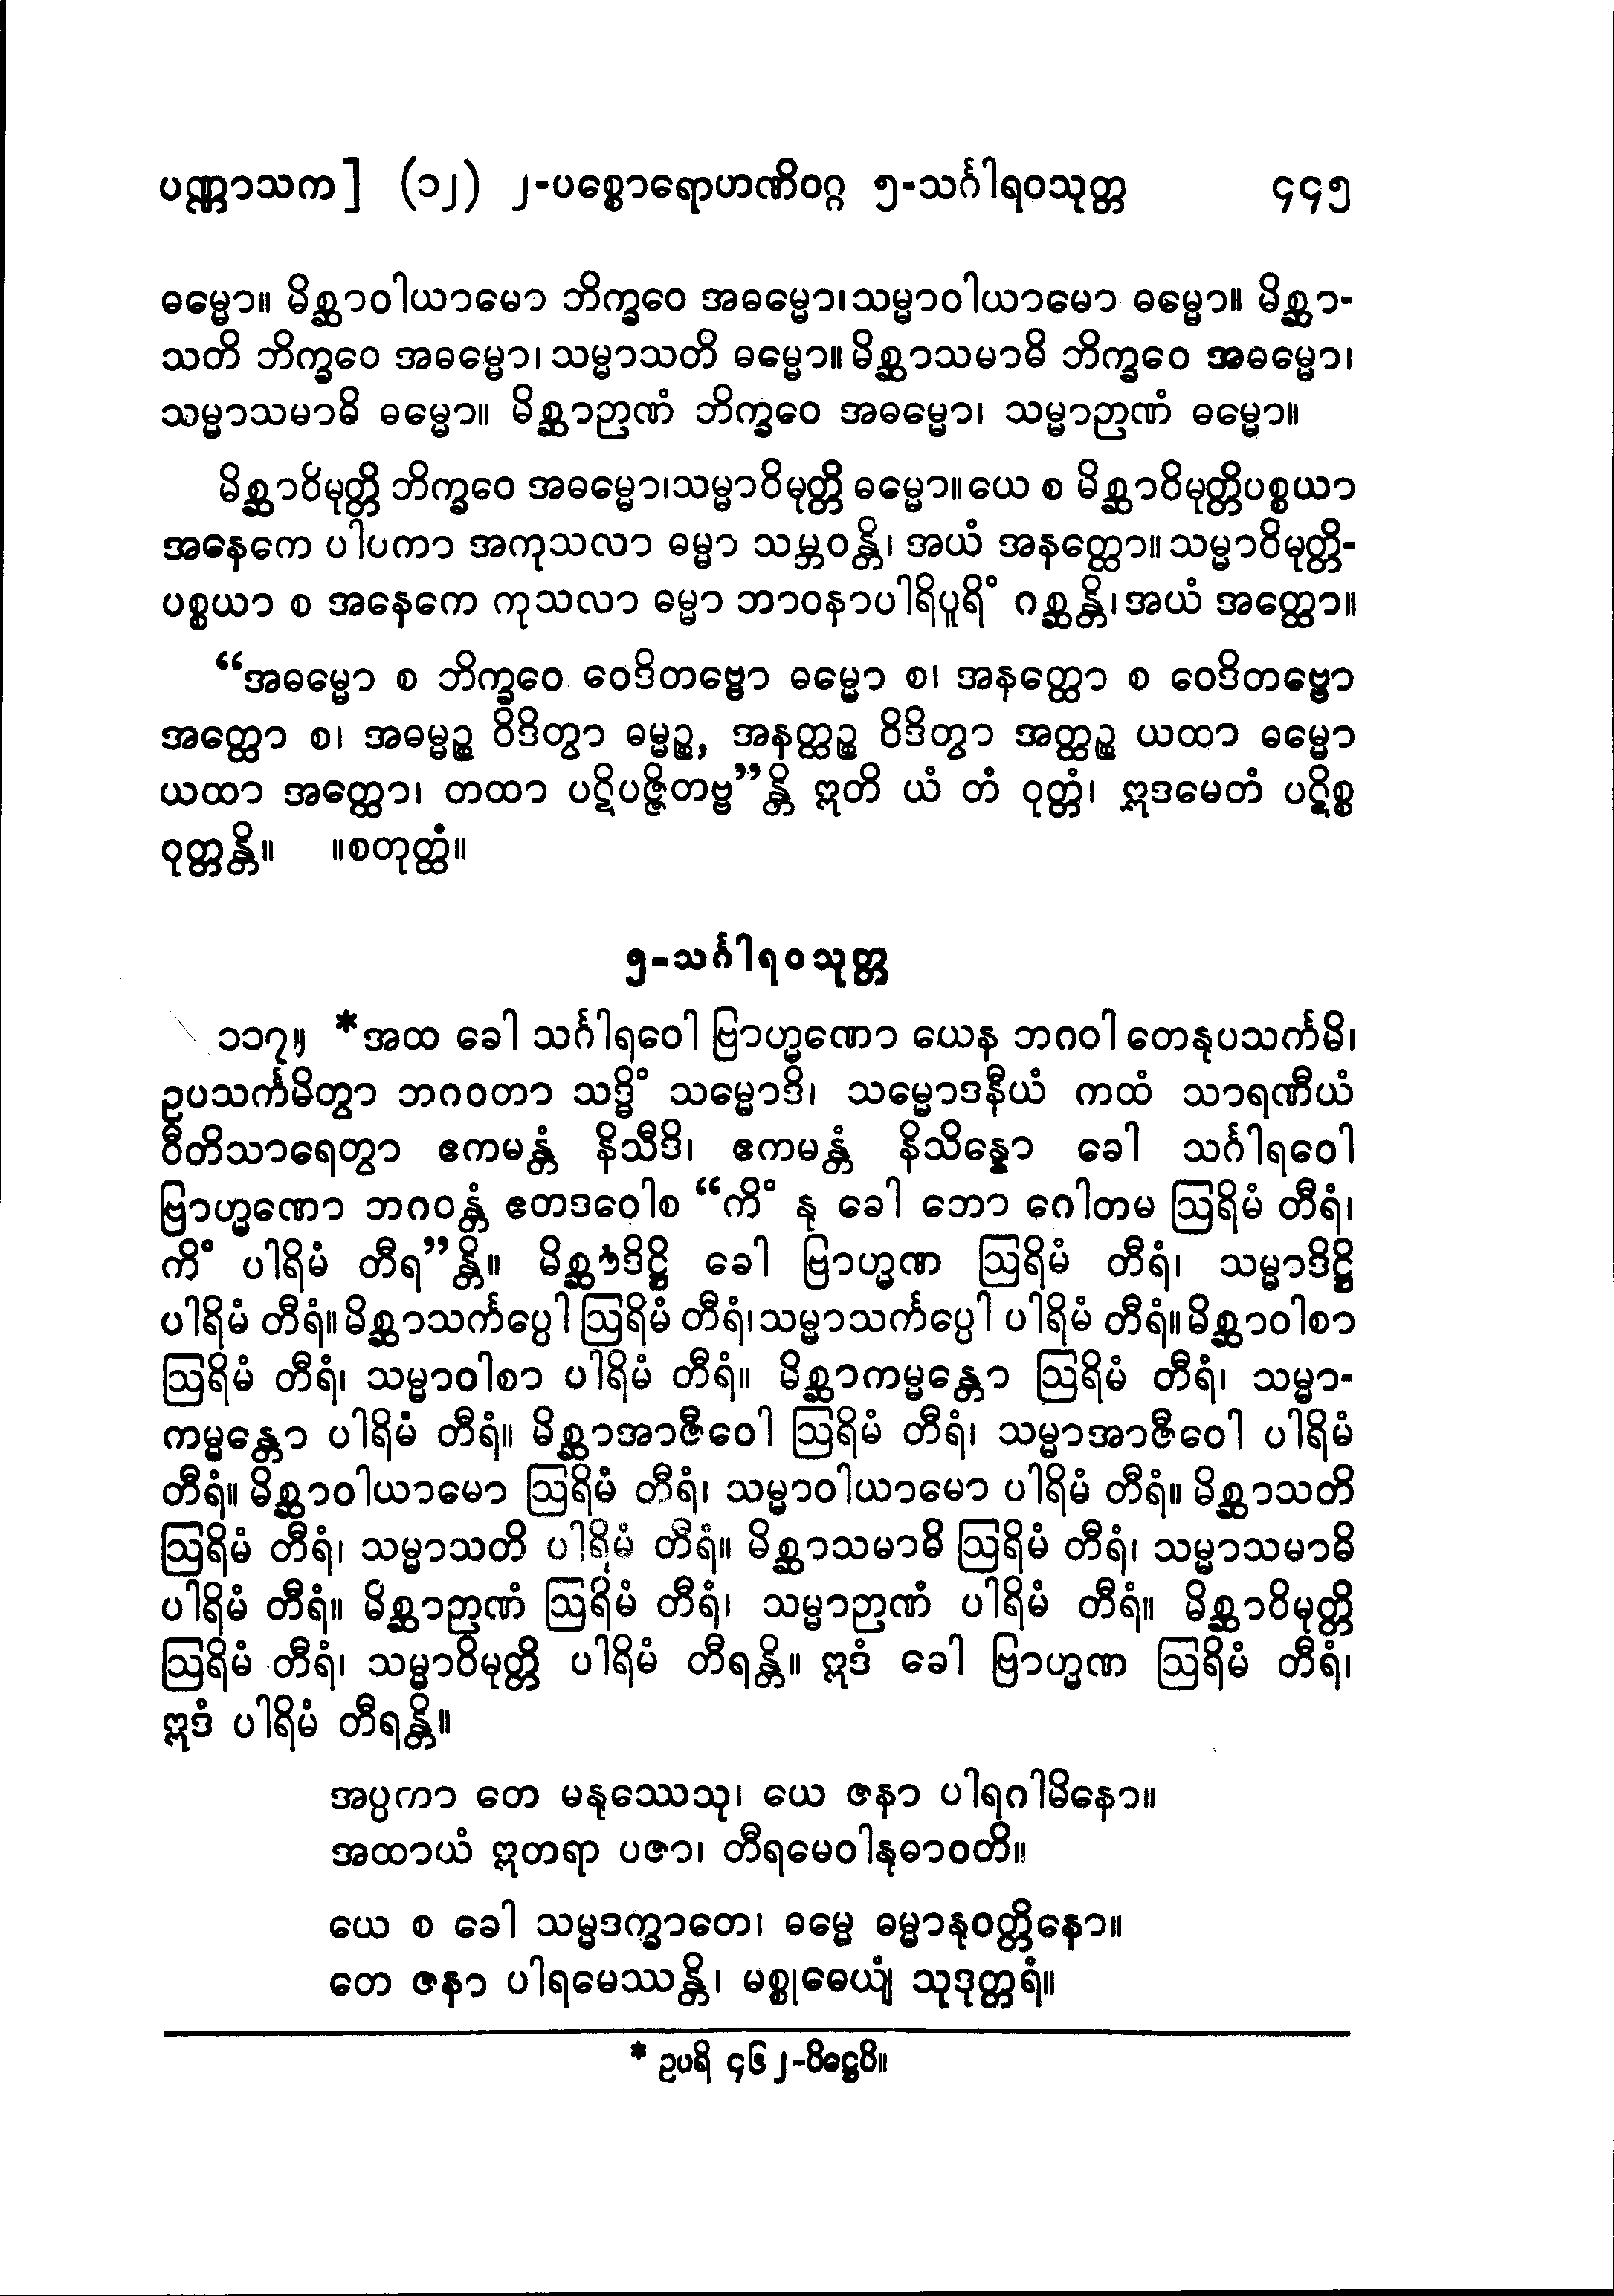 ပဏ္ဏာသက] (၁၂) ၂-ပစ္စောရောဟဏိဝဂ္ဂ ၅-သင်္ဂါရဝသုတ္တ ၄၄၅
ဓမ္မော။ မိစ္ဆာဝါယာမော ဘိက္ခဝေ အဓမ္မော၊ သမ္မာဝါယာမော ဓမ္မော။ မိစ္ဆာ-
သတိ ဘိက္ခဝေ အဓမ္မော၊ သမ္မာသတိ ဓမ္မော။ မိစ္ဆာသမာဓိ ဘိက္ခဝေ အဓမ္မော၊
သမ္မာသမာဓိ ဓမ္မော။ မိစ္ဆာဉာဏံ ဘိက္ခဝေ အဓမ္မော၊ သမ္မာဉာဏံ ဓမ္မော။
မိစ္ဆာဝိမုတ္တိ ဘိက္ခဝေ အဓမ္မော၊ သမ္မာဝိမုတ္တိ ဓမ္မော။ ယေ စ မိစ္ဆာဝိမုတ္တိပစ္စယာ
အနေကေ ပါပကာ အကုသလာ ဓမ္မာ သမ္ဘဝန္တိ၊ အယံ အနတ္ထော။ သမ္မာဝိမုတ္တိ-
ပစ္စယာ စ အနေကေ ကုသလာ ဓမ္မာ ဘာဝနာပါရိပူရိံ ဂစ္ဆန္တိ၊ အယံ အတ္ထော။
“အဓမ္မော စ ဘိက္ခဝေ ဝေဒိတဗ္ဗော ဓမ္မော စ၊ အနတ္ထော စ ဝေဒိတဗ္ဗော
အတ္ထော စ၊ အဓမ္မဉ္စ ဝိဒိတွာ ဓမ္မဉ္စ, အနတ္ထဉ္စ ဝိဒိတွာ အတ္ထဉ္စ ယထာ ဓမ္မော
ယထာ အတ္ထော၊ တထာ ပဋိပဇ္ဇိတဗ္ဗ”န္တိ ဣတိ ယံ တံ ဝုတ္တံ၊ ဣဒမေတံ ပဋိစ္စ
ဝုတ္တန္တိ။ ။စတုတ္ထံ။
၅-သင်္ဂါရဝသုတ္တ
၁၁၇။ *အထ ခေါ သင်္ဂါရဝေါ ဗြာဟ္မဏော ယေန ဘဂဝါ တေနုပသင်္ကမိ၊
ဥပသင်္ကမိတွာ ဘဂဝတာ သဒ္ဓိံ သမ္မောဒိ၊ သမ္မောဒနီယံ ကထံ သာရဏီယံ
ဝီတိသာရေတွာ ဧကမန္တံ နိသီဒိ၊ ဧကမန္တံ နိသိန္နော ခေါ သင်္ဂါရဝေါ
ဗြာဟ္မဏော ဘဂဝန္တံ ဧတဒဝေါစ “ကိံ နု ခေါ ဘော ဂေါတမ ဩရိမံ တီရံ၊
ကိံ ပါရိမံ တီရ”န္တိ။ မိစ္ဆာဒိဋ္ဌိ ခေါ ဗြာဟ္မဏ ဩရိမံ တီရံ၊ သမ္မာဒိဋ္ဌိ
ပါရိမံ တီရံ။ မိစ္ဆာသင်္ကပ္ပေါ ဩရိမံ တီရံ၊ သမ္မာသင်္ကပ္ပေါ ပါရိမံ တီရံ။ မိစ္ဆာဝါစာ
ဩရိမံ တီရံ၊ သမ္မာဝါစာ ပါရိမံ တီရံ။ မိစ္ဆာကမ္မန္တော ဩရိမံ တီရံ၊ သမ္မာ-
ကမ္မန္တော ပါရိမံ တီရံ။ မိစ္ဆာအာဇီဝေါ ဩရိမံ တီရံ၊ သမ္မာအာဇီဝေါ ပါရိမံ
တီရံ။ မိစ္ဆာဝါယာမော ဩရိမံ တီရံ၊ သမ္မာဝါယာမော ပါရိမံ တီရံ။ မိစ္ဆာသတိ
ဩရိမံ တီရံ၊ သမ္မာသတိ ပါရိမံ တီရံ။ မိစ္ဆာသမာဓိ ဩရိမံ တီရံ၊ သမ္မာသမာဓိ
ပါရိမံ တီရံ။ မိစ္ဆာဉာဏံ ဩရိမံ တီရံ၊ သမ္မာဉာဏံ ပါရိမံ တီရံ။ မိစ္ဆာဝိမုတ္တိ
ဩရိမံ တီရံ၊ သမ္မာဝိမုတ္တိ ပါရိမံ တီရန္တိ။ ဣဒံ ခေါ ဗြာဟ္မဏ ဩရိမံ တီရံ၊
ဣဒံ ပါရိမံ တီရန္တိ။
အပ္ပကာ တေ မနုဿေသု၊ ယေ ဇနာ ပါရဂါမိနော။
အထာယံ ဣတရာ ပဇာ၊ တီရမေဝါနုဓာဝတိ။
ယေ စ ခေါ သမ္မဒက္ခာတေ၊ ဓမ္မေ ဓမ္မာနုဝတ္တိနော။
တေ ဇနာ ပါရမေဿန္တိ၊ မစ္စုဓေယျံ သုဒုတ္တရံ။
* ဥပရိ ၄၆၂-ပိဋ္ဌေပိ။